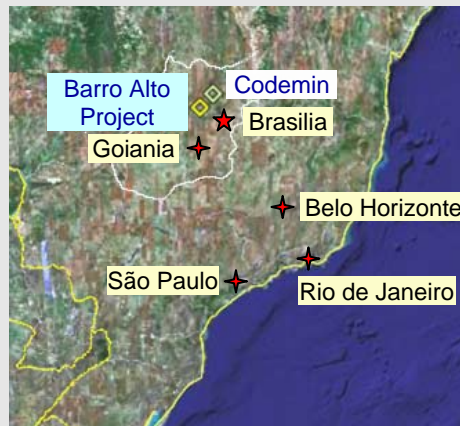 Barro Alto
Project
Codemin
Brasilia
Goiania
Belo Horizonte
São Paulo
Rio de Janeiro